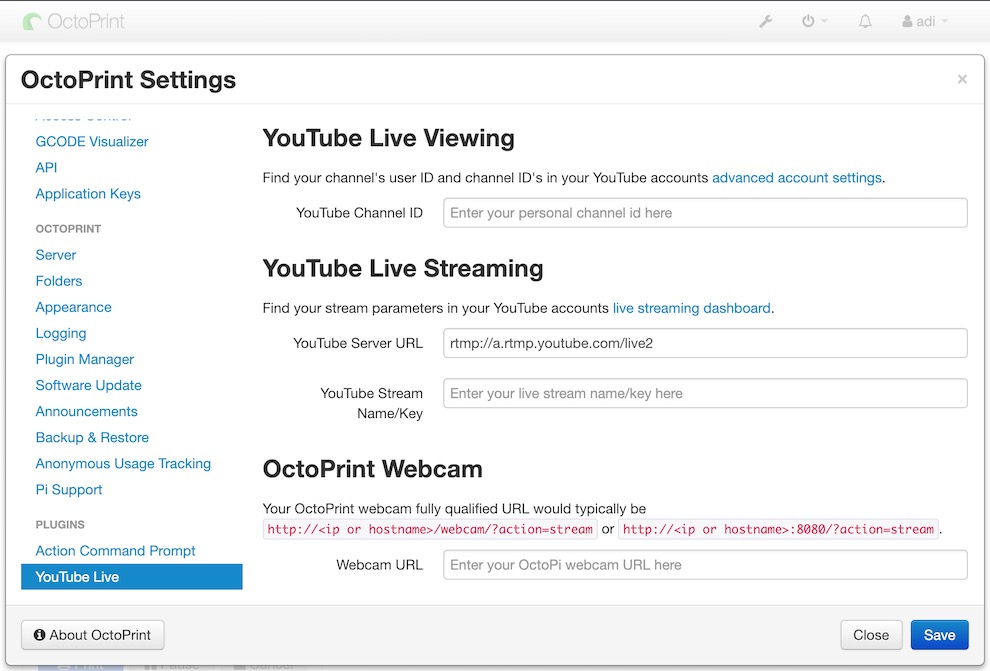 OctoPrint
adi
OctoPrint Settings
×
GCODE Visualizer
API
Application Keys
OCTOPRINT
Server
Folders
Appearance
Logging
Plugin Manager
Software Update
Announcements
Backup & Restore
Anonymous Usage Tracking
Pi Support
PLUGINS
Action Command Prompt
YouTube Live
YouTube Live Viewing
Find your channel's user ID and channel ID's in your YouTube accounts advanced account settings.
YouTube Channel ID
Enter your personal channel id here
YouTube Live Streaming
Find your stream parameters in your YouTube accounts live streaming dashboard.
YouTube Server URL
rtmp://a.rtmp.youtube.com/live2
YouTube Stream
Name/Key
Enter your live stream name/key here
OctoPrint Webcam
Your OctoPrint webcam fully qualified URL would typically be
http://<ip or hostname>/webcam/?action=stream or http://<ip or hostname>:8080/?action=stream.
Webcam URL
Enter your OctoPi webcam URL here
About OctoPrint
Close
Save